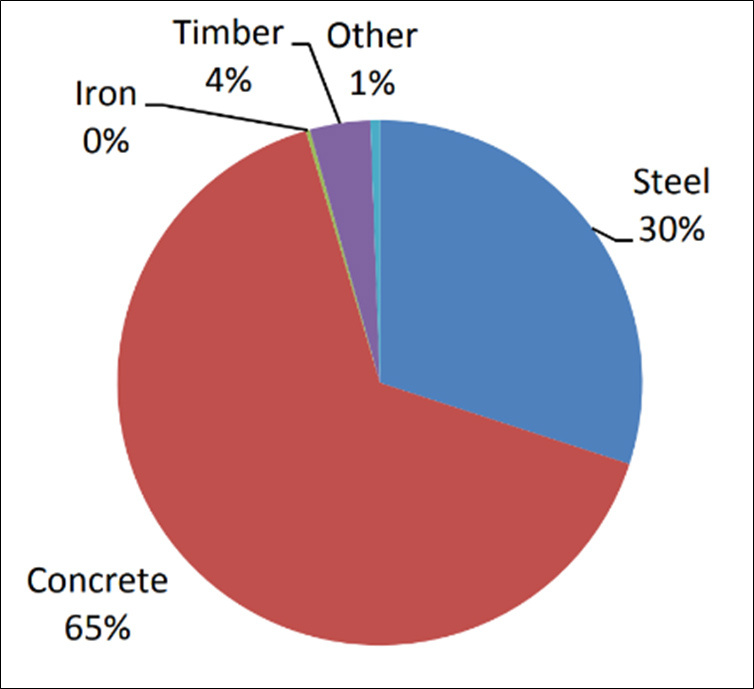 Timber
4%
Other
1%
Iron
0%
Steel
30%
Concrete
65%